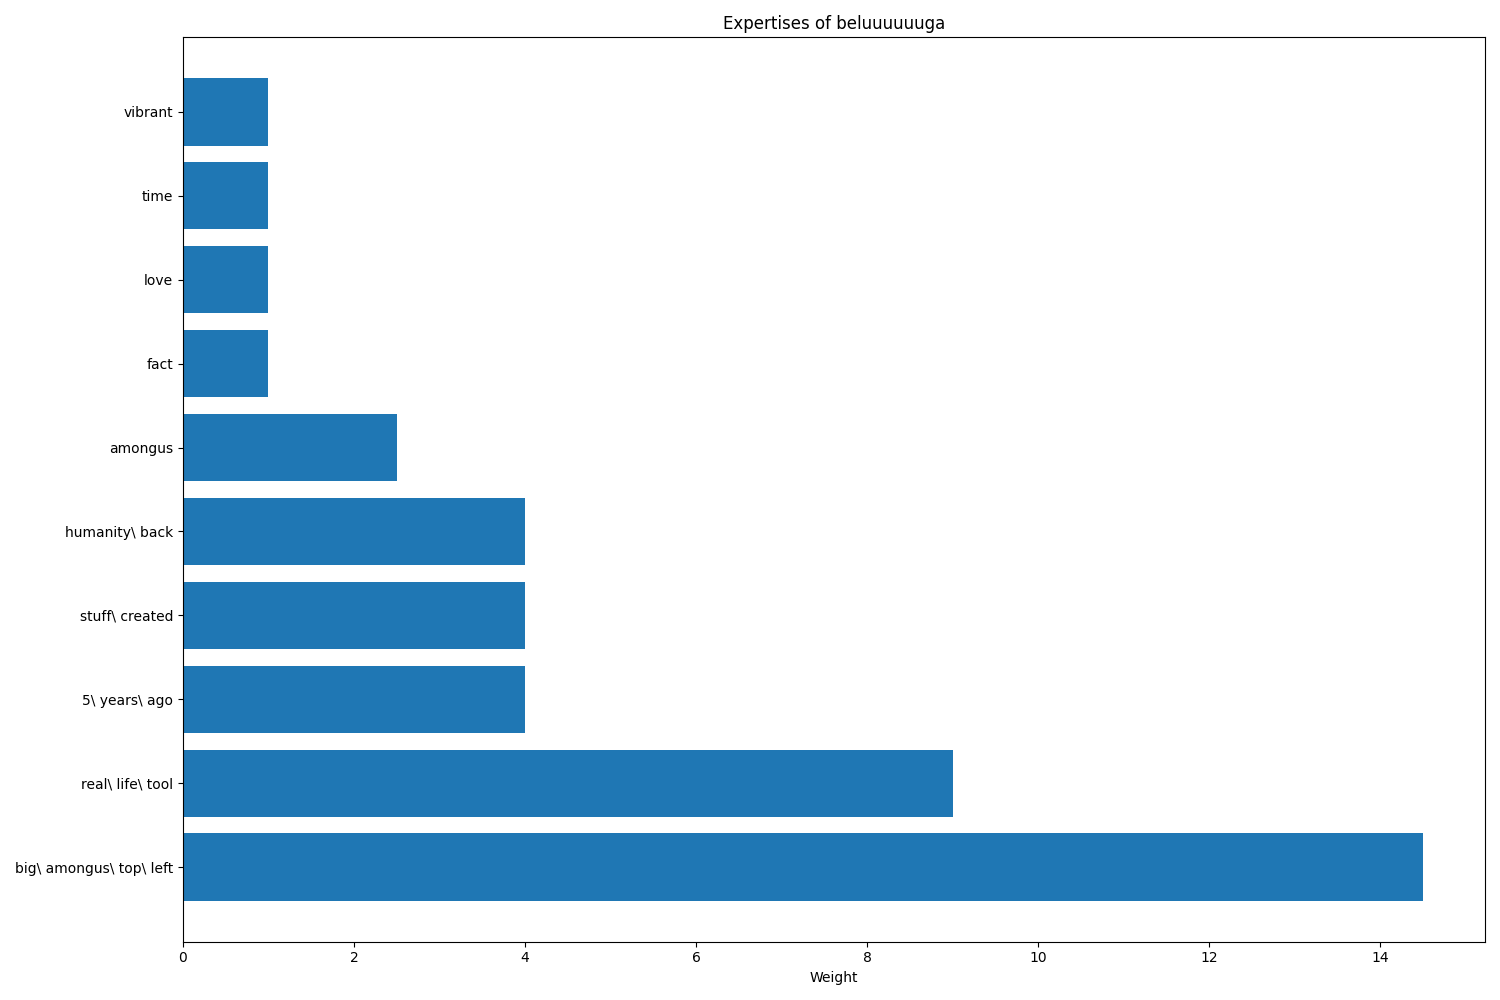 Expertises of beluuuuuuga
vibrant
time
love
fact
amongus
humanity\ back
stuff\ created
5\ years\ ago
real\ life\ tool
big\ amongus\ top\ left
0 2 4 6 8 10 12 14
Weight